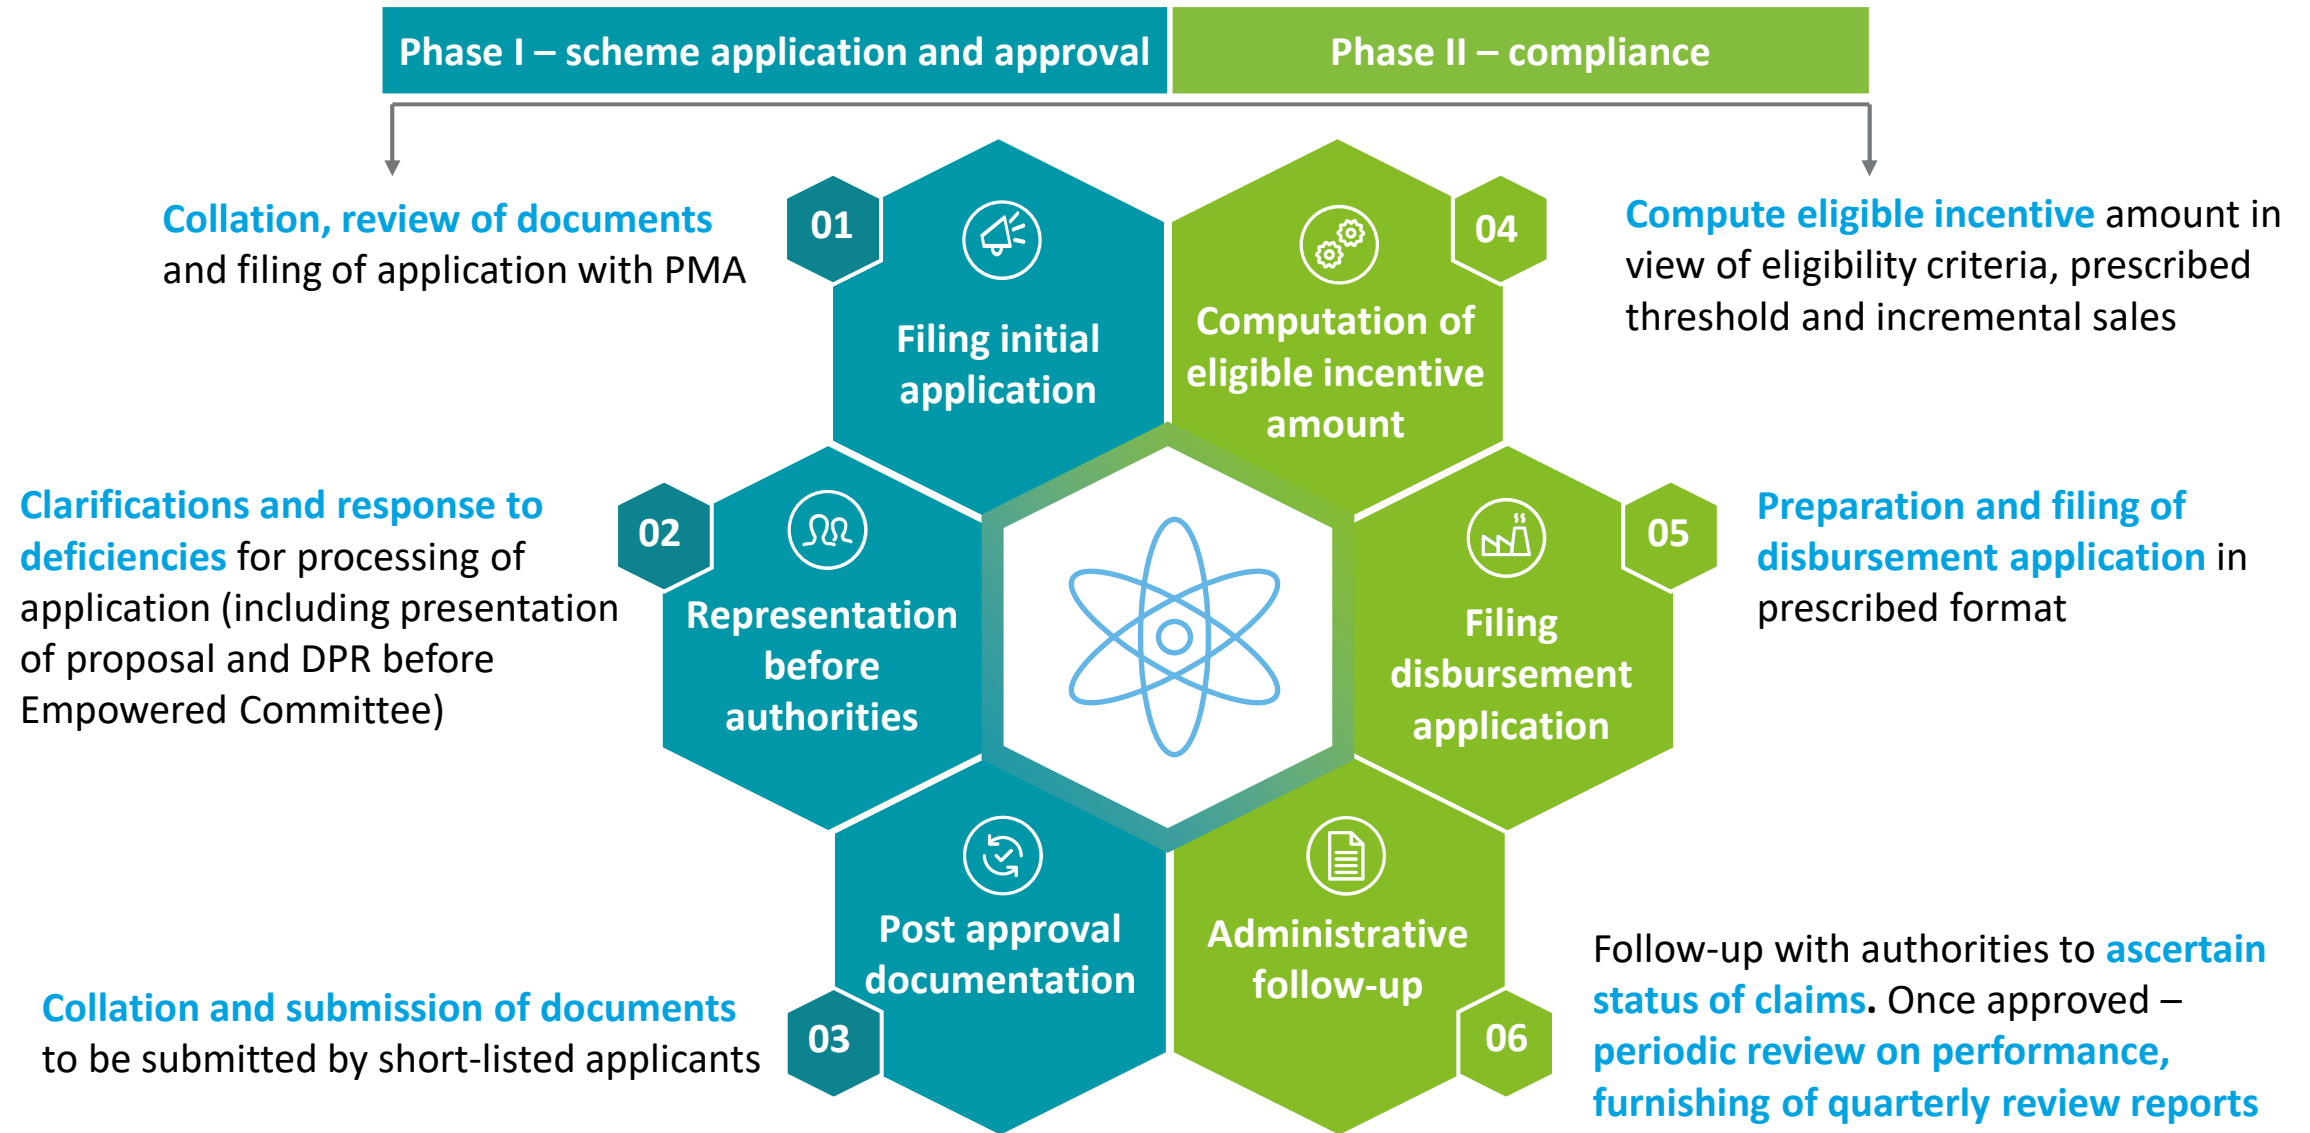 Phase I – scheme application and approval
Phase II – compliance
Collation, review of documents
and filing of application with PMA
01
Filing initial
application
Clarifications and response to
deficiencies for processing of
application (including presentation
of proposal and DPR before
Empowered Committee)
02
Representation
before
authorities
Collation and submission of documents
to be submitted by short-listed applicants
03
Post approval
documentation
04
Computation of
eligible incentive
amount
Compute eligible incentive amount in
view of eligibility criteria, prescribed
threshold and incremental sales
05
Filing
disbursement
application
Preparation and filing of
disbursement application in
prescribed format
06
Administrative
follow-up
Follow-up with authorities to ascertain
status of claims. Once approved –
periodic review on performance,
furnishing of quarterly review reports